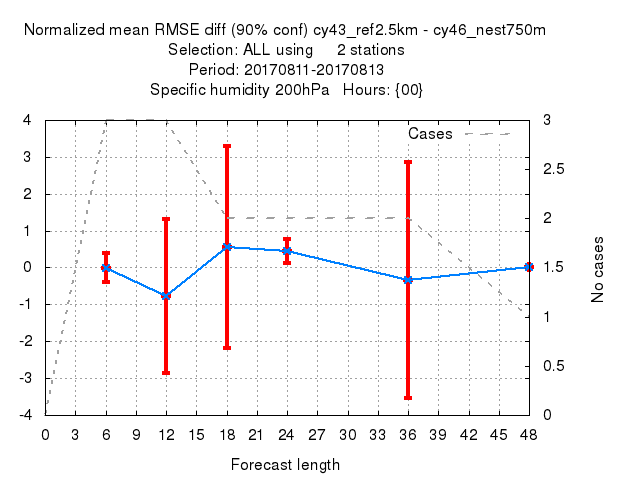 Normalized mean RMSE diff (90% conf) cy43_ref2.5km - cy46_nest750m
Selection: ALL using     2 stations
Period: 20170811-20170813
Specific humidity 200hPa   Hours: {00}
Cases
4
3
2
1
0
-1
-2
-3
-4
3
2.5
2
1.5
1
0.5
0
No cases
0 3 6 9 12 15 18 21 24 27 30 33 36 39 42 45 48
Forecast length